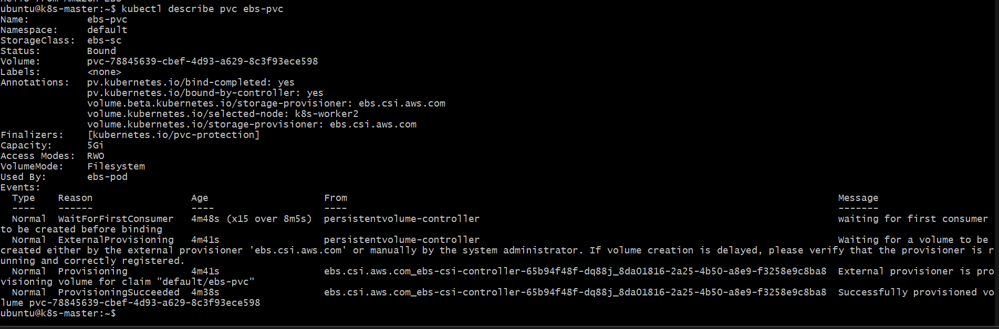 ubuntu@k8s-master:~$ kubectl describe pvc ebs-pvc
Name:          ebs-pvc
Namespace:     default
StorageClass:  ebs-sc
Status:        Bound
Volume:        pvc-78845639-cbef-4d93-a629-8c3f93ece598
Labels:        <none>
Annotations:   pv.kubernetes.io/bind-completed: yes
               pv.kubernetes.io/bound-by-controller: yes
               volume.beta.kubernetes.io/storage-provisioner: ebs.csi.aws.com
               volume.kubernetes.io/selected-node: k8s-worker2
               volume.kubernetes.io/storage-provisioner: ebs.csi.aws.com
Finalizers:    [kubernetes.io/pvc-protection]
Capacity:      5Gi
Access Modes:  RWO
VolumeMode:    Filesystem
Used By:       ebs-pod
Events:
  Type    Reason                 Age                    From                                                                                     Message
  ----    ------                 ----                   ----                                                                                     -------
  Normal  WaitForFirstConsumer   4m48s (x15 over 8m5s)  persistentvolume-controller                                                              waiting for first consumer
to be created before binding
  Normal  ExternalProvisioning   4m41s                  persistentvolume-controller                                                              Waiting for a volume to be
created either by the external provisioner 'ebs.csi.aws.com' or manually by the system administrator. If volume creation is delayed, please verify that the provisioner is r
unning and correctly registered.
  Normal  Provisioning           4m41s                  ebs.csi.aws.com_ebs-csi-controller-65b94f48f-dq88j_8da01816-2a25-4b50-a8e9-f3258e9c8ba8  External provisioner is pro
visioning volume for claim "default/ebs-pvc"
  Normal  ProvisioningSucceeded  4m38s                  ebs.csi.aws.com_ebs-csi-controller-65b94f48f-dq88j_8da01816-2a25-4b50-a8e9-f3258e9c8ba8  Successfully provisioned vo
lume pvc-78845639-cbef-4d93-a629-8c3f93ece598
ubuntu@k8s-master:~$